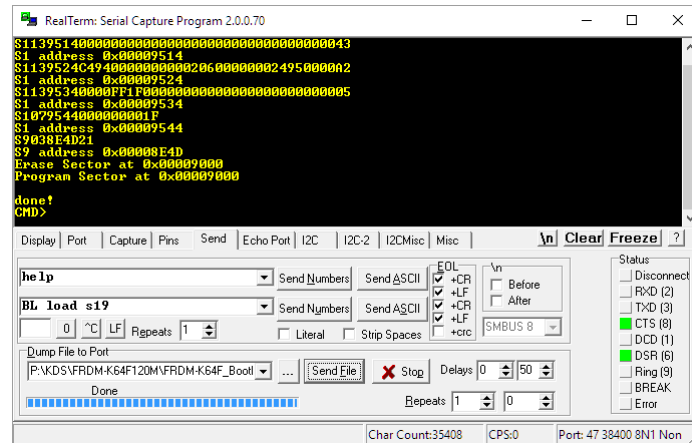 RealTerm: Serial Capture Program 2.0.0.70
S113951400000000000000000000000000000000043
S1 address 0x00009514
S1139524C494000000000020600000002495000​0A2
S1 address 0x00009524
S11395340000FF1F000000000000000000000000005
S1 address 0x00009534
S1079544000000001F
S1 address 0x00009544
S9038E4D21
S9 address 0x00008E4D
Erase Sector at 0x00009000
Program Sector at 0x00009000
done!
CMD>
Display Port Capture Pins Send Echo Port I2C I2C-2 I2CMisc Misc \n Clear Freeze ?
help Send Numbers Send ASCII
BL load s19 Send Numbers Send ASCII
EOL
+CR
+LF
+CR
+LF
+crc
\n
Before
After
SMBUS 8
0 ^C LF Repeats 1 Literal Strip Spaces
Dump File to Port
P:\KDS\FRDM-K64F120M\FRDM-K64F_Bootl ... Send File Stop Delays 0 50
Done
Repeats 1 0
Status
Disconnect
RXD (2)
TXD (3)
CTS (8)
DCD (1)
DSR (6)
Ring (9)
BREAK
Error
Char Count:35408 CPS:0 Port: 47 38400 8N1 Non